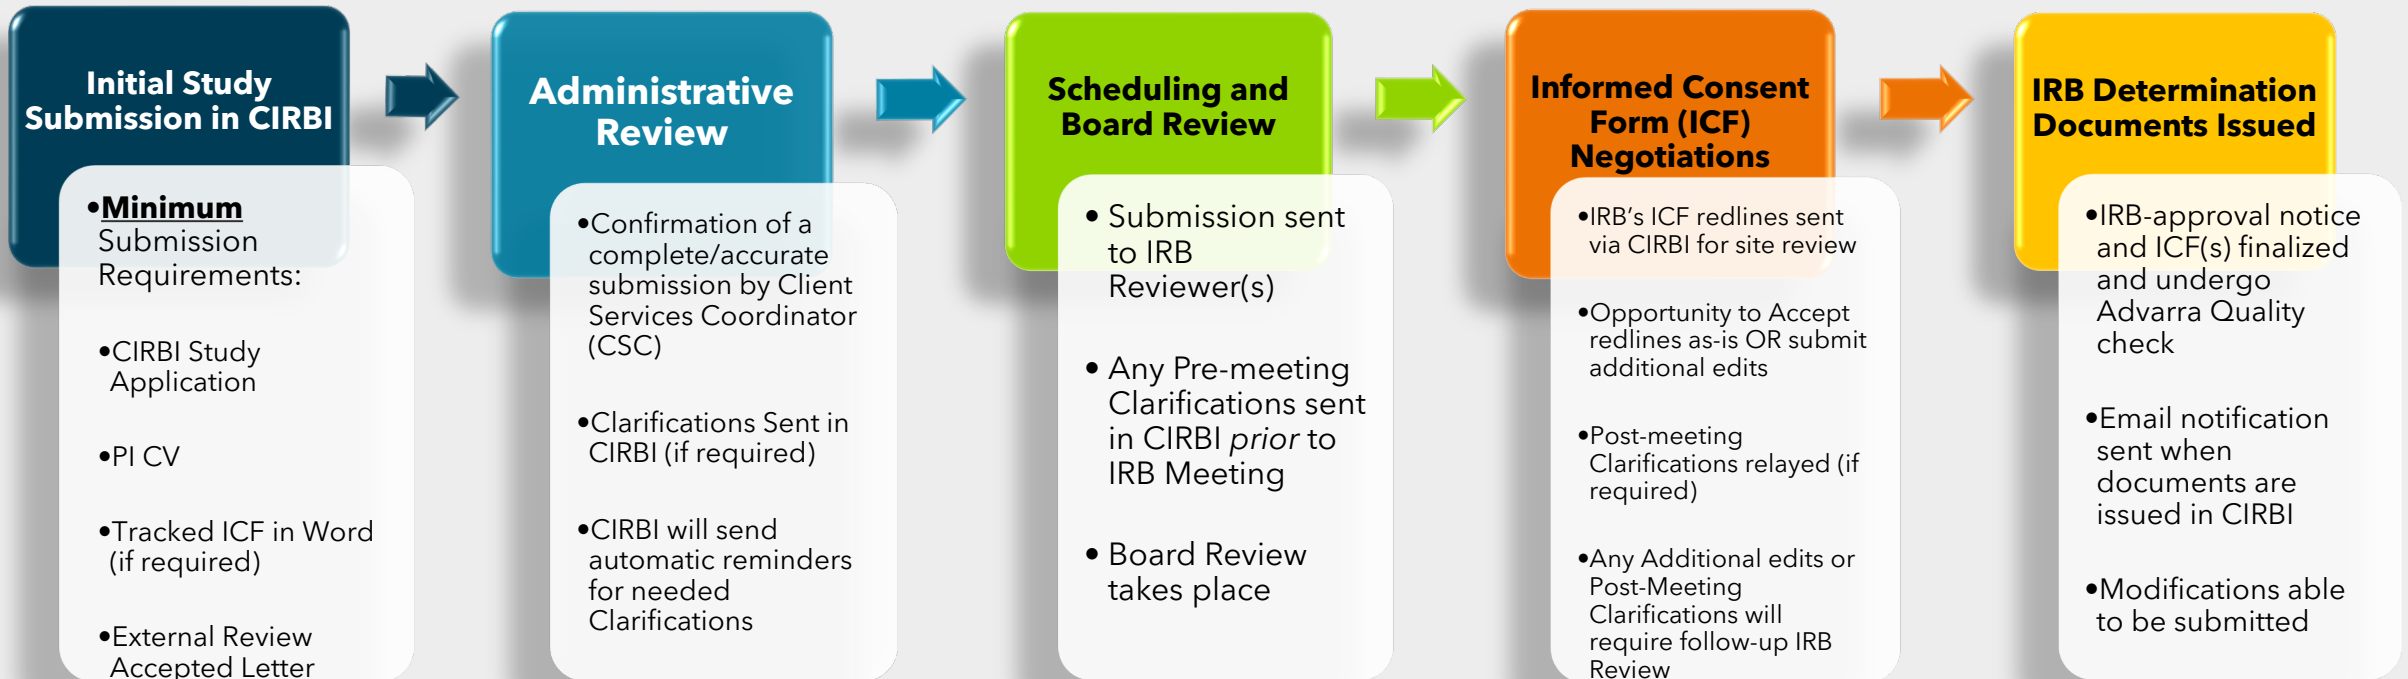 Initial Study
Submission in CIRBI
•Minimum
Submission
Requirements:
•CIRBI Study
Application
•PI CV
•Tracked ICF in Word
(if required)
•External Review
Accepted Letter
Administrative
Review
•Confirmation of a
complete/accurate
submission by Client
Services Coordinator
(CSC)
•Clarifications Sent in
CIRBI (if required)
•CIRBI will send
automatic reminders
for needed
Clarifications
Scheduling and
Board Review
• Submission sent
to IRB
Reviewer(s)
• Any Pre-meeting
Clarifications sent
in CIRBI prior to
IRB Meeting
• Board Review
takes place
Informed Consent
Form (ICF)
Negotiations
•IRB's ICF redlines sent
via CIRBI for site review
•Opportunity to Accept
redlines as-is OR submit
additional edits
•Post-meeting
Clarifications relayed (if
required)
•Any Additional edits or
Post-Meeting
Clarifications will
require follow-up IRB
Review
IRB Determination
Documents Issued
•IRB-approval notice
and ICF(s) finalized
and undergo
Advarra Quality
check
•Email notification
sent when
documents are
issued in CIRBI
•Modifications able
to be submitted